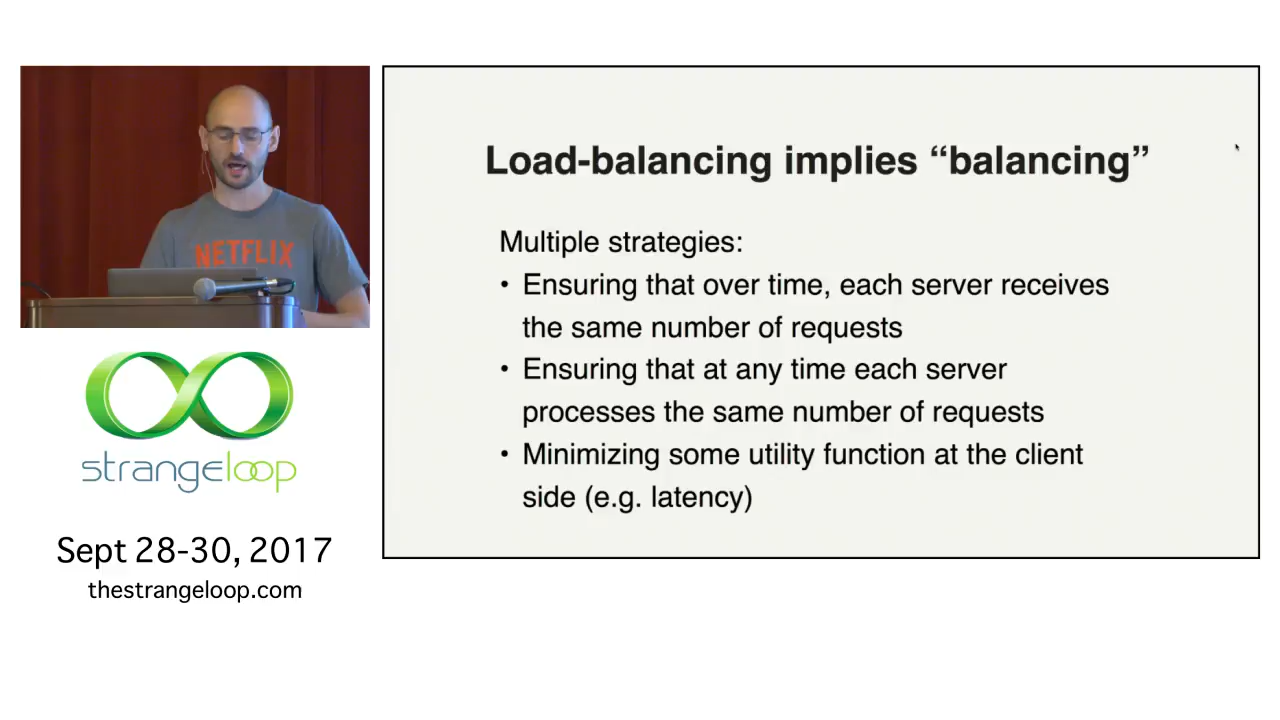 NETFLIX
strangeloop
Sept 28-30, 2017
thestrangeloop.com
Load-balancing implies “balancing”
Multiple strategies:
• Ensuring that over time, each server receives
the same number of requests
• Ensuring that at any time each server
processes the same number of requests
• Minimizing some utility function at the client
side (e.g. latency)